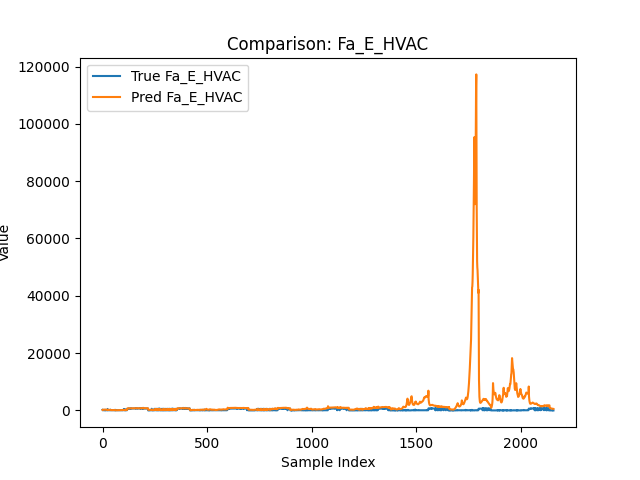 Comparison: Fa_E_HVAC
True Fa_E_HVAC
Pred Fa_E_HVAC
120000
100000
80000
60000
40000
20000
0
Value
0
500
1000
1500
2000
Sample Index